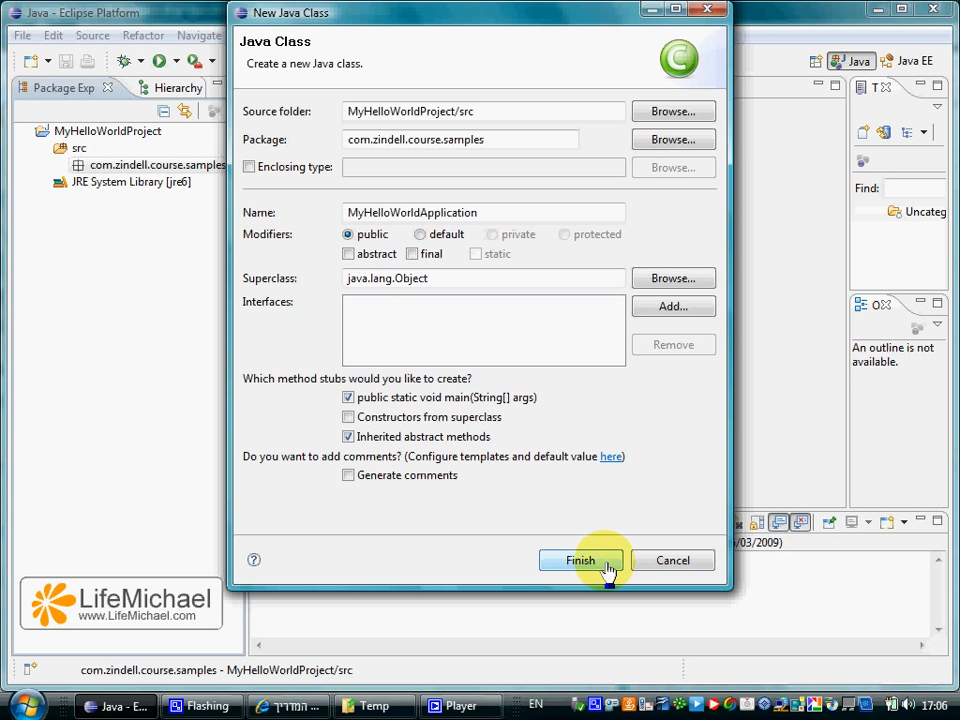 Java - Eclipse Platform
File Edit Source Refactor Navigate
Package Exp Hierarchy
MyHelloWorldProject
src
com.zindell.course.samples
JRE System Library [jre6]
New Java Class
Java Class
Create a new Java class.
Source folder: MyHelloWorldProject/src Browse...
Package: com.zindell.course.samples Browse...
Enclosing type: Browse...
Name: MyHelloWorldApplication
Modifiers: public default private protected
abstract final static
Superclass: java.lang.Object Browse...
Interfaces: Add...
Remove
Which method stubs would you like to create?
public static void main(String[] args)
Constructors from superclass
Inherited abstract methods
Do you want to add comments? (Configure templates and default value here)
Generate comments
Finish Cancel
Java Java EE
T
Find:
Uncateg
O
An outline is not
available.
/03/2009)
LifeMichael
www.LifeMichael.com
com.zindell.course.samples - MyHelloWorldProject/src
Java - E... Flashing המדריך ... Temp Player EN 17:06